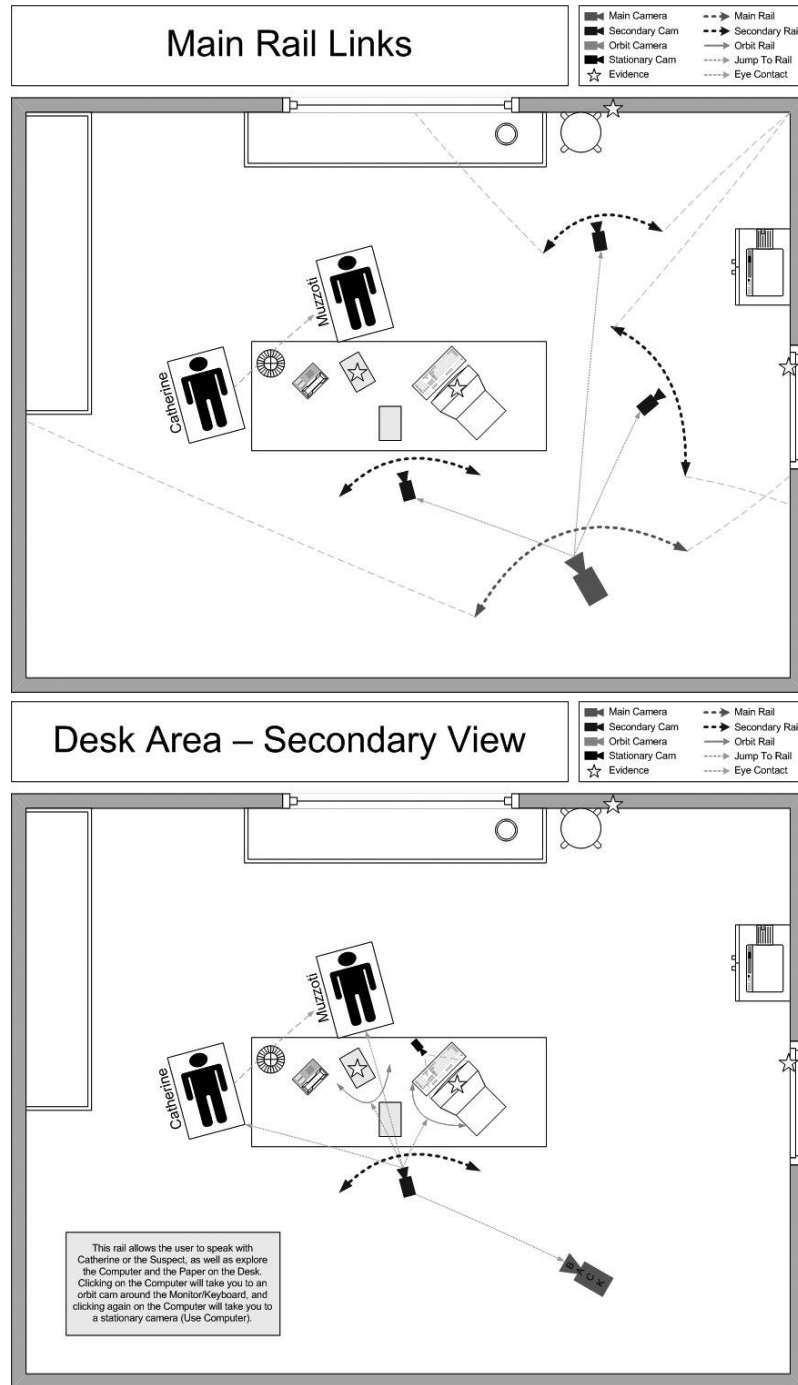 Main Rail Links
Main Camera
Secondary Cam
Orbit Camera
Stationary Cam
Evidence
Main Rail
Secondary Rail
Orbit Rail
Jump To Rail
Eye Contact
Muzzoti
Catherine
Desk Area – Secondary View
Main Camera
Secondary Cam
Orbit Camera
Stationary Cam
Evidence
Main Rail
Secondary Rail
Orbit Rail
Jump To Rail
Eye Contact
Muzzoti
Catherine
BACK
This rail allows the user to speak with
Catherine or the Suspect, as well as explore
the Computer and the Paper on the Desk.
Clicking on the Computer will take you to an
orbit cam around the Monitor/Keyboard, and
clicking again on the Computer will take you to
a stationary camera (Use Computer).